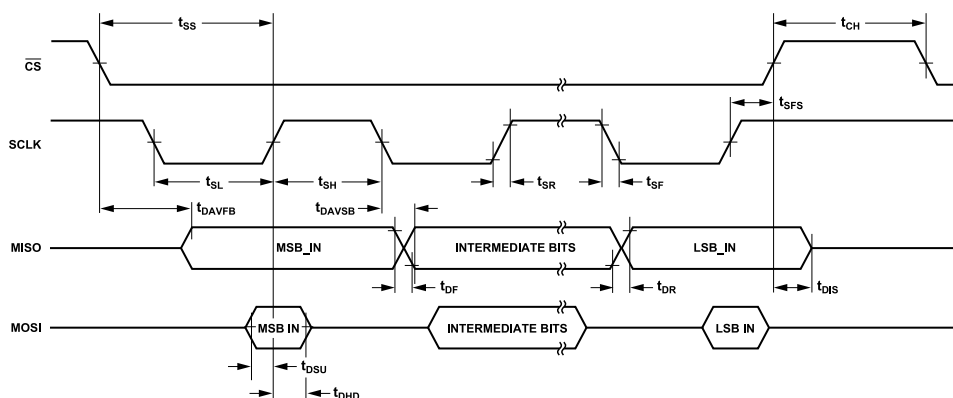 tSS
tCH
CS
tSFS
SCLK
tSL
tSH
tSR
tSF
tDAVFB
tDAVSB
MISO
MSB_IN
INTERMEDIATE BITS
LSB_IN
tDF
tDR
tDIS
MOSI
MSB IN
INTERMEDIATE BITS
LSB IN
tDSU
tDHD